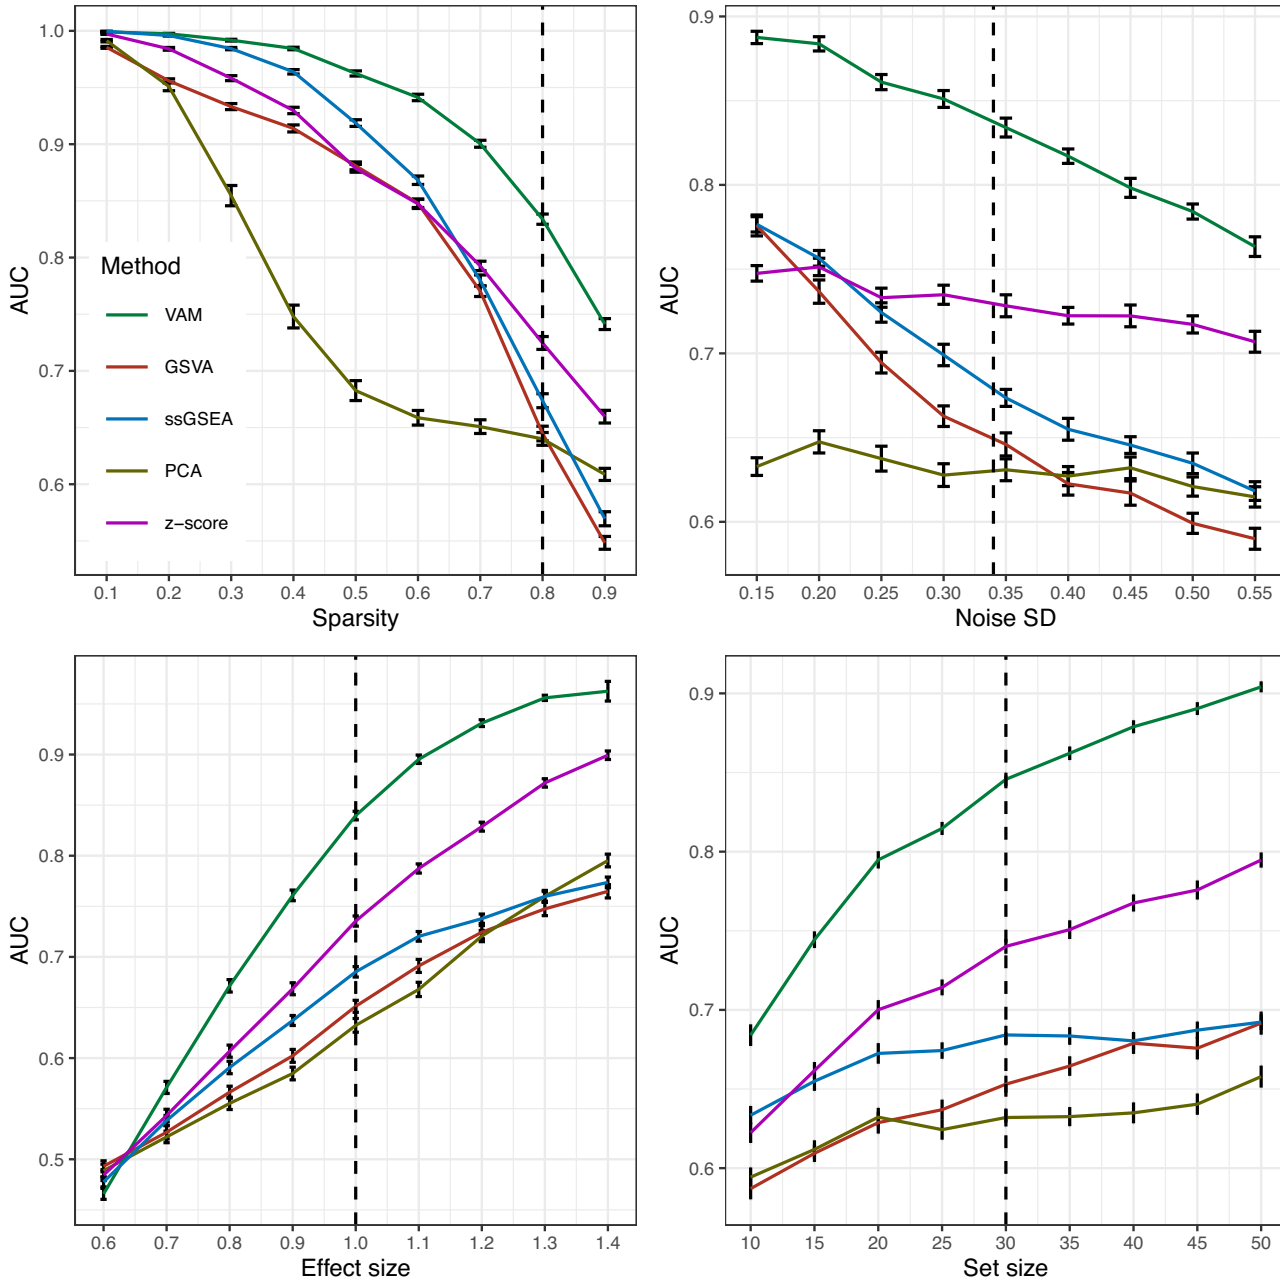 1.0
0.9
0.8
0.7
0.6
AUC
Method
VAM
GSVA
ssGSEA
PCA
z−score
0.1 0.2 0.3 0.4 0.5 0.6 0.7 0.8 0.9
Sparsity
0.9
0.8
0.7
0.6
AUC
0.15 0.20 0.25 0.30 0.35 0.40 0.45 0.50 0.55
Noise SD
0.9
0.8
0.7
0.6
0.5
AUC
0.6 0.7 0.8 0.9 1.0 1.1 1.2 1.3 1.4
Effect size
0.9
0.8
0.7
0.6
AUC
10 15 20 25 30 35 40 45 50
Set size